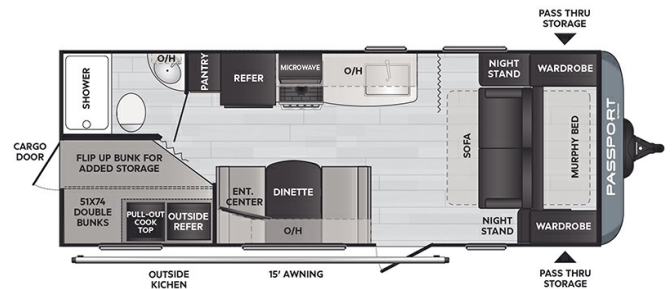 PASS THRU
STORAGE
O/H
SHOWER
PANTRY
REFER
MICROWAVE
O/H
NIGHT
STAND
WARDROBE
CARGO
DOOR
FLIP UP BUNK FOR
ADDED STORAGE
SOFA
MURPHY BED
PASSPORT
51X74
DOUBLE
BUNKS
PULL-OUT
COOK
TOP
OUTSIDE
REFER
ENT.
CENTER
DINETTE
O/H
NIGHT
STAND
WARDROBE
OUTSIDE
KICHEN
15' AWNING
PASS THRU
STORAGE